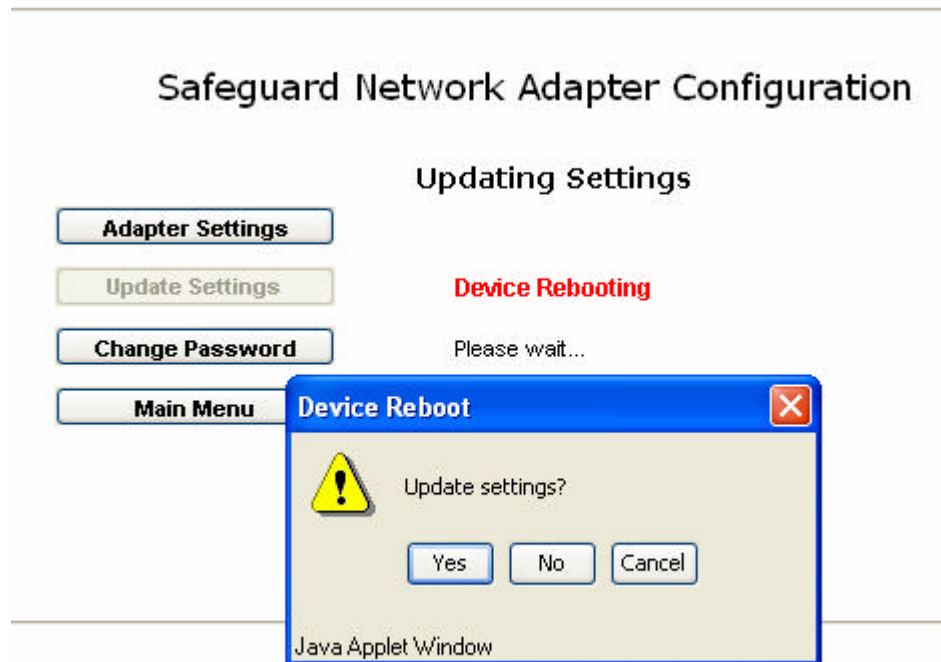 Safeguard Network Adapter Configuration
Updating Settings
Adapter Settings
Update Settings
Device Rebooting
Change Password
Please wait...
Main Menu
Device Reboot
Update settings?
Yes No Cancel
Java Applet Window